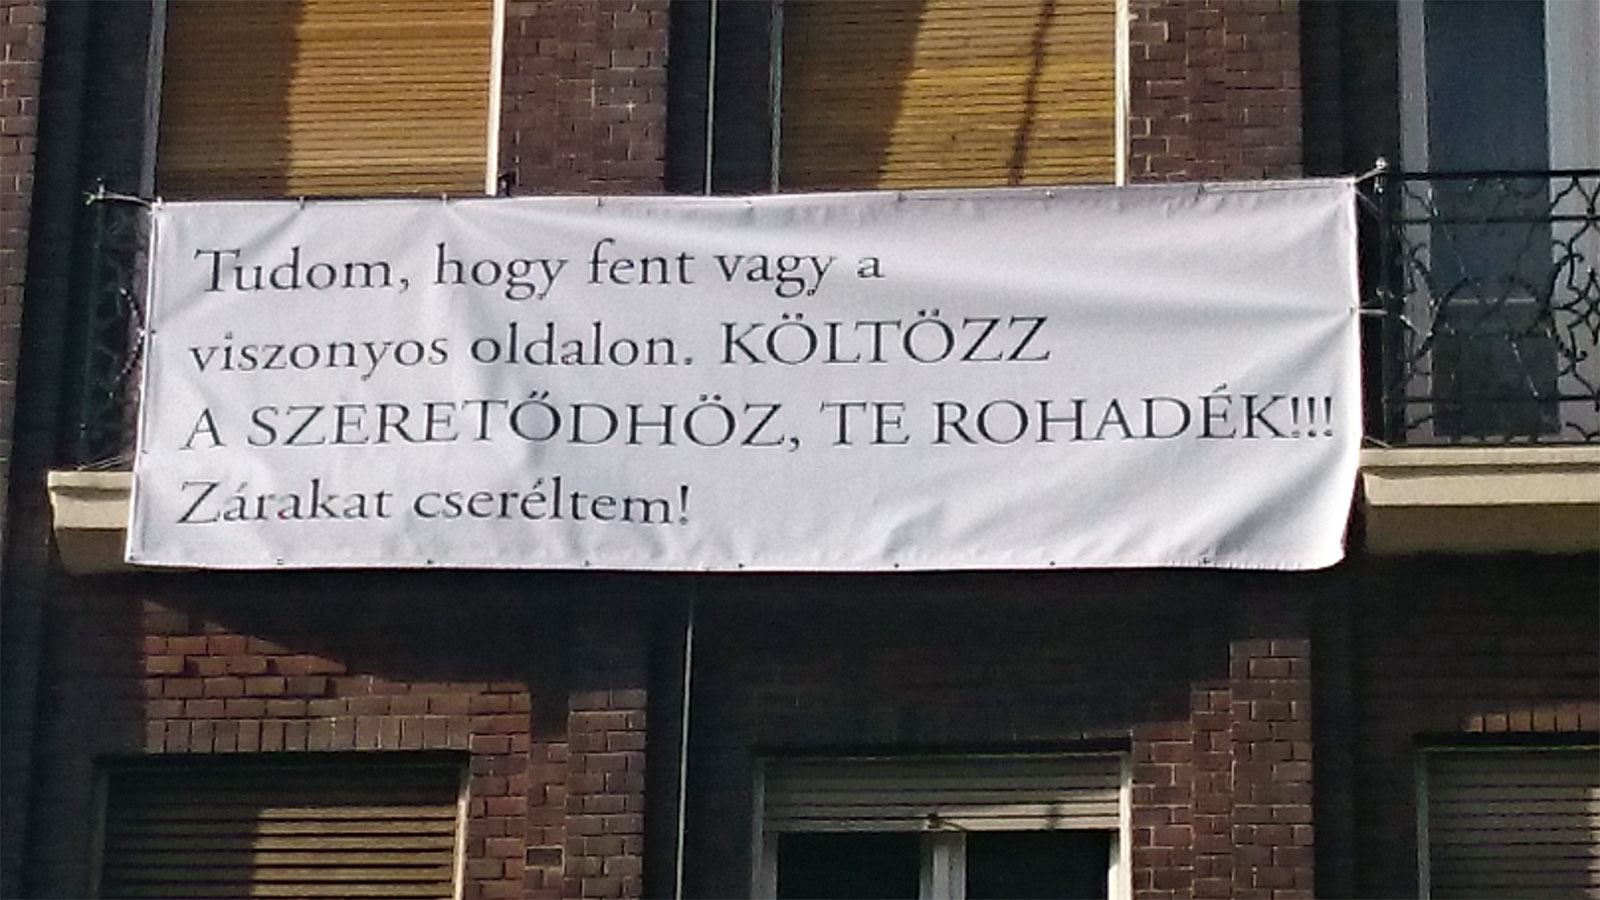 Tudom, hogy fent vagy a
viszonyos oldalon. KÖLTÖZZ
A SZERETŐDHÖZ, TE ROHADÉK!!!
Zárakat cseréltem!